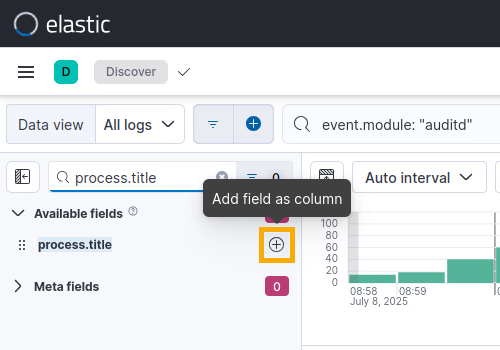 elastic
D
Discover
Data view
All logs
event.module: "auditd"
process.title
Add field as column
Auto interval
Available fields
process.title
Meta fields
0
100
80
60
40
20
0
08:58
08:59
July 8, 2025